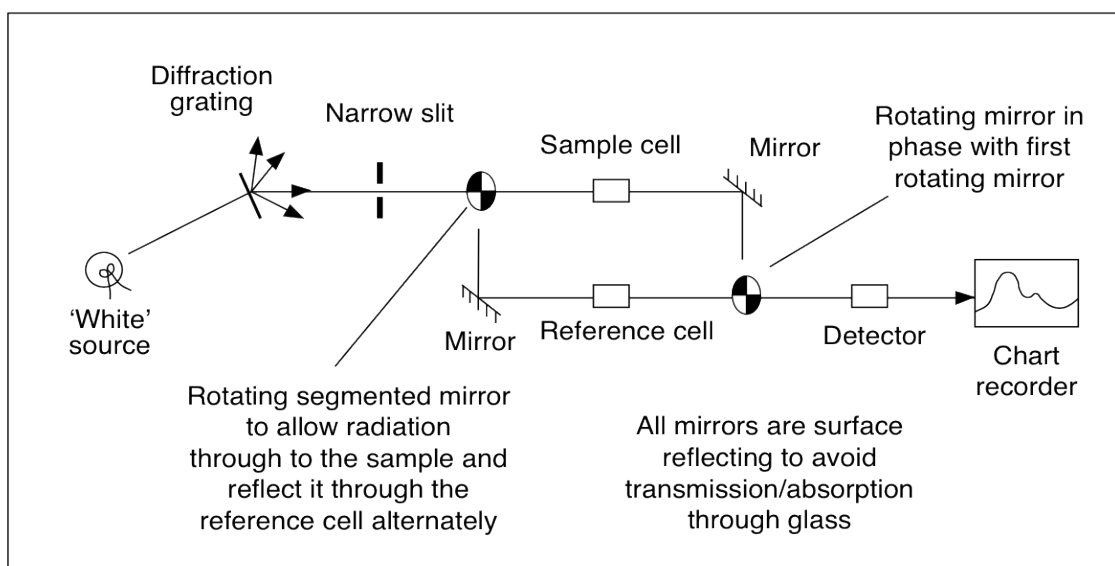 Diffraction
grating
Narrow slit
Sample cell
Mirror
Rotating mirror in
phase with first
rotating mirror
'White'
source
Mirror
Reference cell
Detector
Chart
recorder
Rotating segmented mirror
to allow radiation
through to the sample and
reflect it through the
reference cell alternately
All mirrors are surface
reflecting to avoid
transmission/absorption
through glass